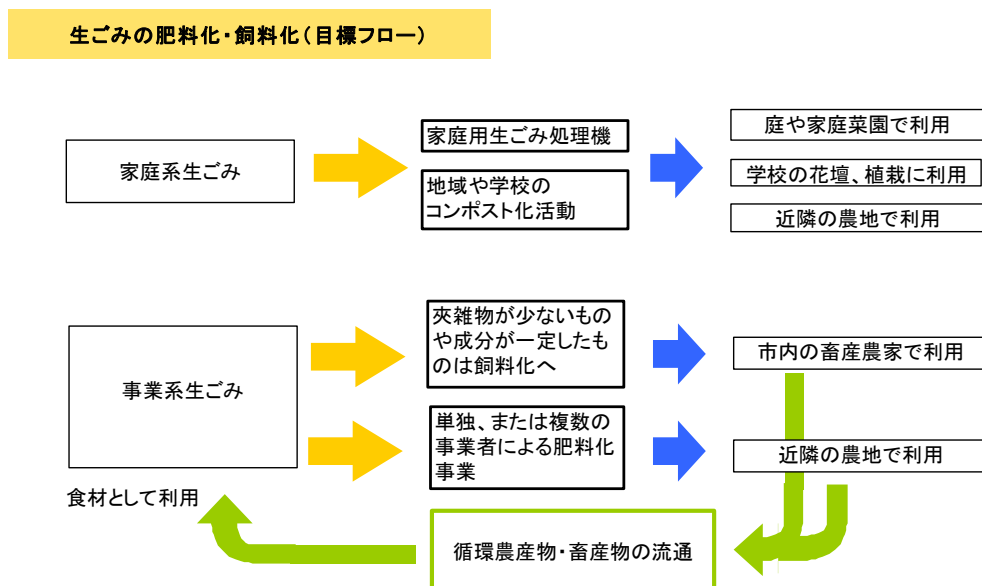 生ごみの肥料化・飼料化(目標フロー)
家庭系生ごみ
家庭用生ごみ処理機
地域や学校の
コンポスト化活動
庭や家庭菜園で利用
学校の花壇、植栽に利用
近隣の農地で利用
事業系生ごみ
夾雑物が少ないもの
や成分が一定したも
のは飼料化へ
単独、または複数の
事業者による肥料化
事業
市内の畜産農家で利用
近隣の農地で利用
食材として利用
循環農産物・畜産物の流通